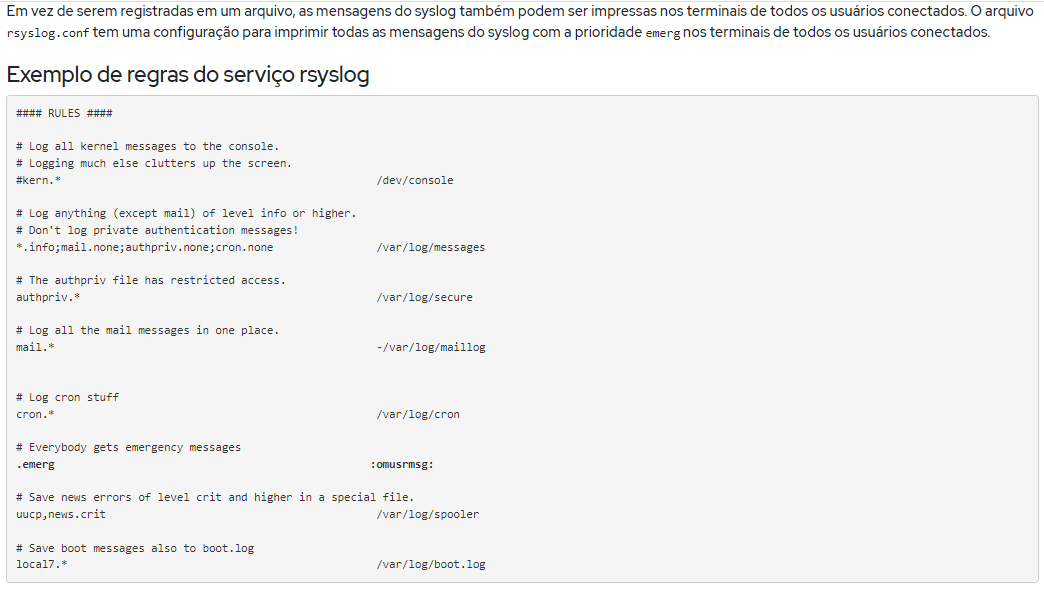 Em vez de serem registradas em um arquivo, as mensagens do syslog também podem ser impressas nos terminais de todos os usuários conectados. O arquivo
rsyslog.conf tem uma configuração para imprimir todas as mensagens do syslog com a prioridade emerg nos terminais de todos os usuários conectados.
Exemplo de regras do serviço rsyslog
#### RULES ####
# Log all kernel messages to the console.
# Logging much else clutters up the screen.
#kern.* /dev/console
# Log anything (except mail) of level info or higher.
# Don't log private authentication messages!
*.info;mail.none;authpriv.none;cron.none /var/log/messages
# The authpriv file has restricted access.
authpriv.* /var/log/secure
# Log all the mail messages in one place.
mail.* -/var/log/maillog
# Log cron stuff
cron.* /var/log/cron
# Everybody gets emergency messages
.emerg :omusrmsg:
# Save news errors of level crit and higher in a special file.
uucp,news.crit /var/log/spooler
# Save boot messages also to boot.log
local7.* /var/log/boot.log